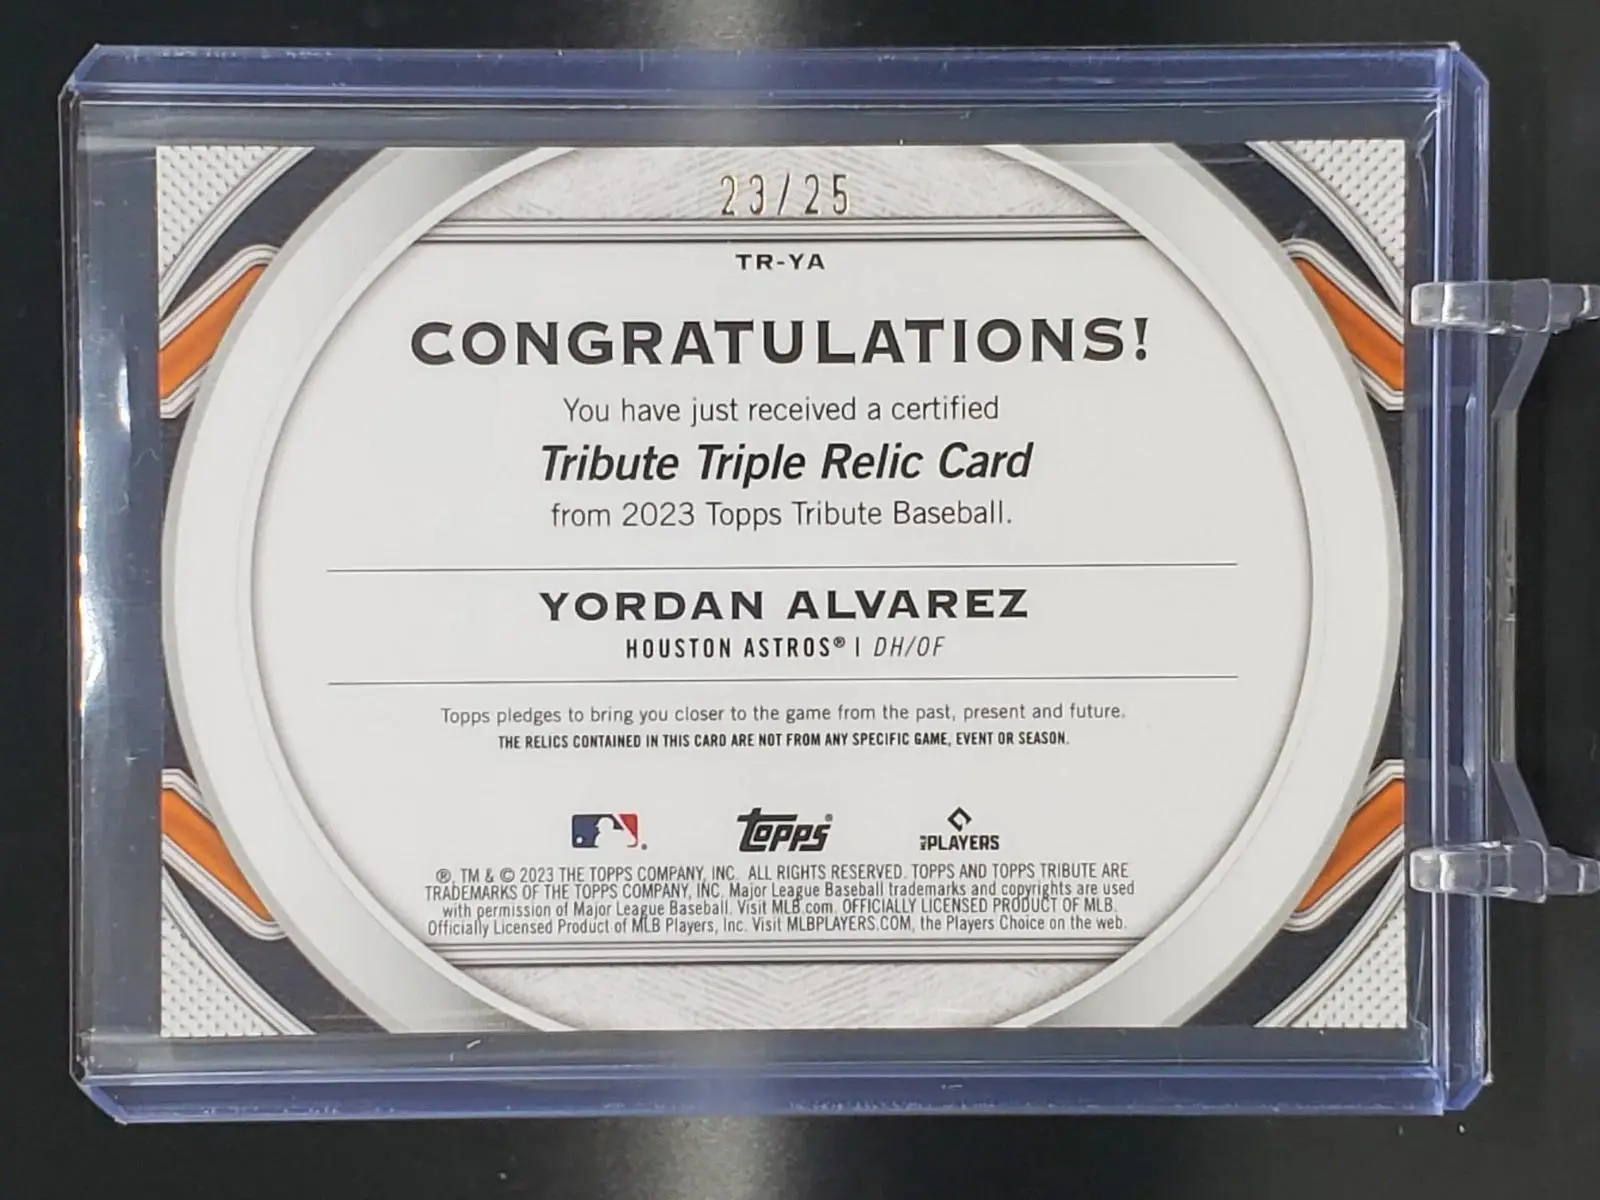 23/25
TR-YA
CONGRATULATIONS!
You have just received a certified
Tribute Triple Relic Card
from 2023 Topps Tribute Baseball.
YORDAN ALVAREZ
HOUSTON ASTROS® | DH/OF
Topps pledges to bring you closer to the game from the past, present and future.
THE RELICS CONTAINED IN THIS CARD ARE NOT FROM ANY SPECIFIC GAME, EVENT OR SEASON.
topps® MLB PLAYERS
®, TM & © 2023 THE TOPPS COMPANY, INC. ALL RIGHTS RESERVED. TOPPS AND TOPPS TRIBUTE ARE
TRADEMARKS OF THE TOPPS COMPANY, INC. Major League Baseball trademarks and copyrights are used
with permission of Major League Baseball. Visit MLB.com. OFFICIALLY LICENSED PRODUCT OF MLB.
Officially Licensed Product of MLB Players, Inc. Visit MLBPLAYERS.COM, the Players Choice on the web.